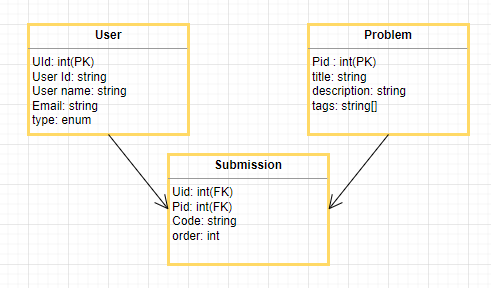 User
UId: int(PK)
User Id: string
User name: string
Email: string
type: enum
Problem
Pid : int(PK)
title: string
description: string
tags: string[]
Submission
Uid: int(FK)
Pid: int(FK)
Code: string
order: int